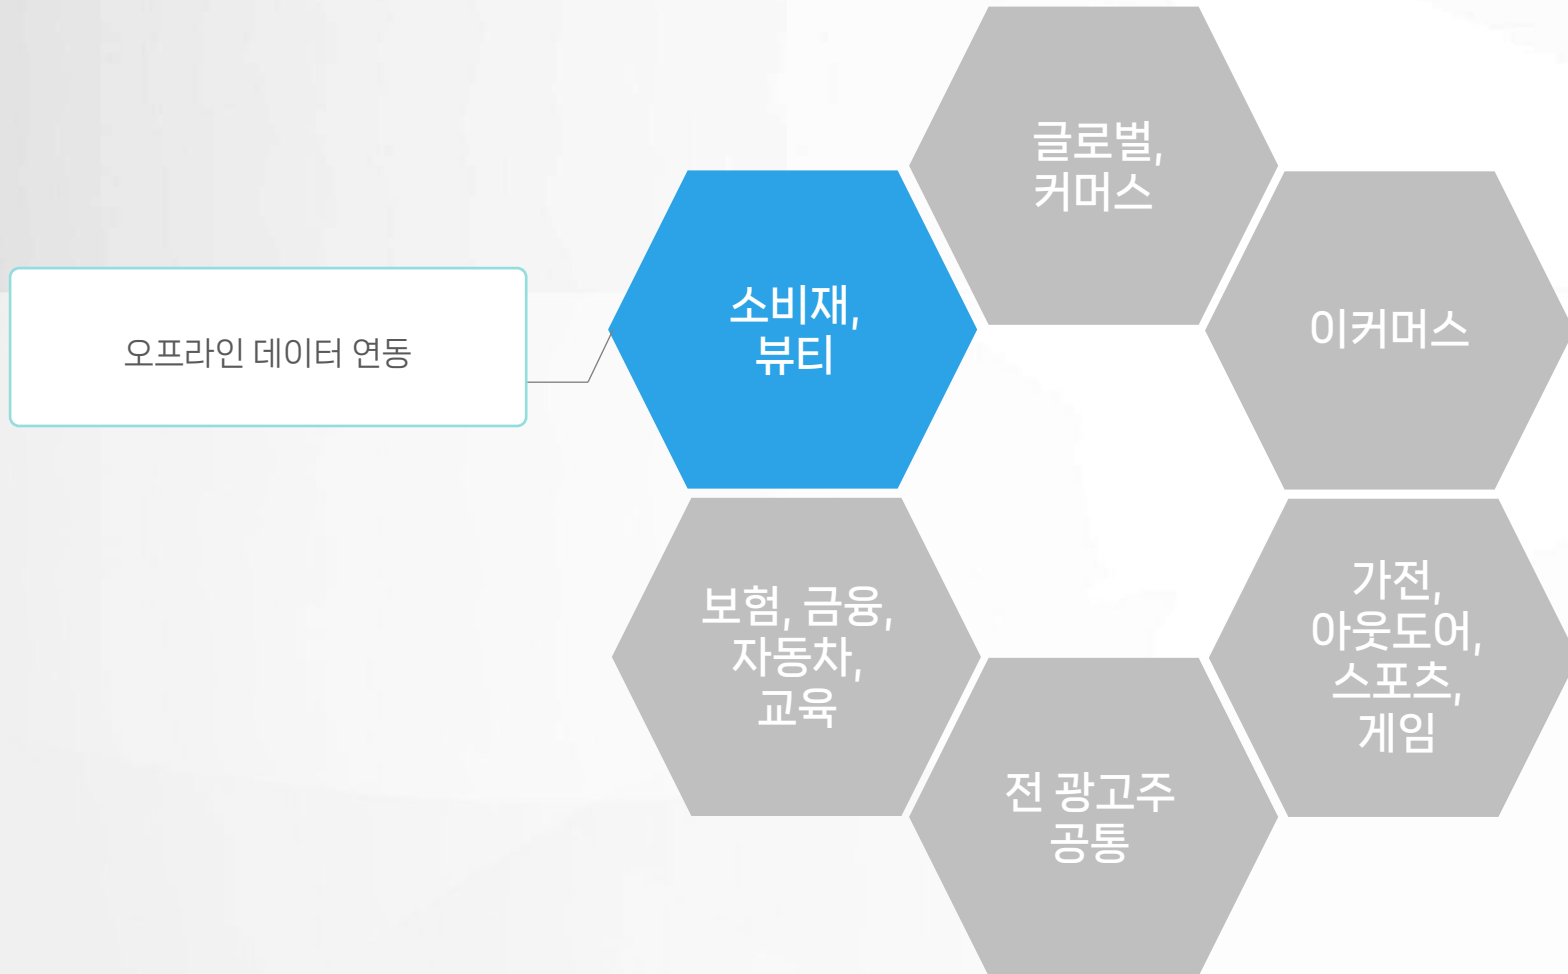 글로벌,
커머스
소비재,
뷰티
이커머스
오프라인 데이터 연동
보험, 금융,
자동차,
교육
가전,
아웃도어,
스포츠,
게임
전 광고주
공통